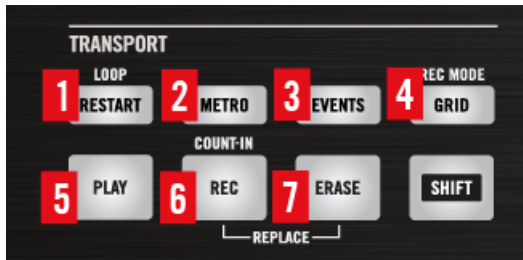 TRANSPORT
LOOP REC MODE
1 RESTART 2 METRO 3 EVENTS 4 GRID
COUNT-IN
5 PLAY 6 REC 7 ERASE SHIFT
REPLACE